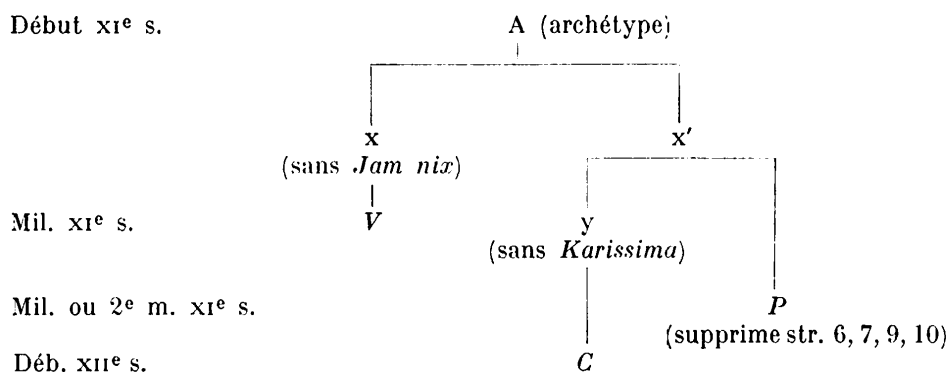 Début XIe s. A (archétype)
x x′
(sans Jam nix)
Mil. XIe s. V y
(sans Karissima)
Mil. ou 2e m. XIe s. P
(supprime str. 6, 7, 9, 10)
Déb. XIIe s. C